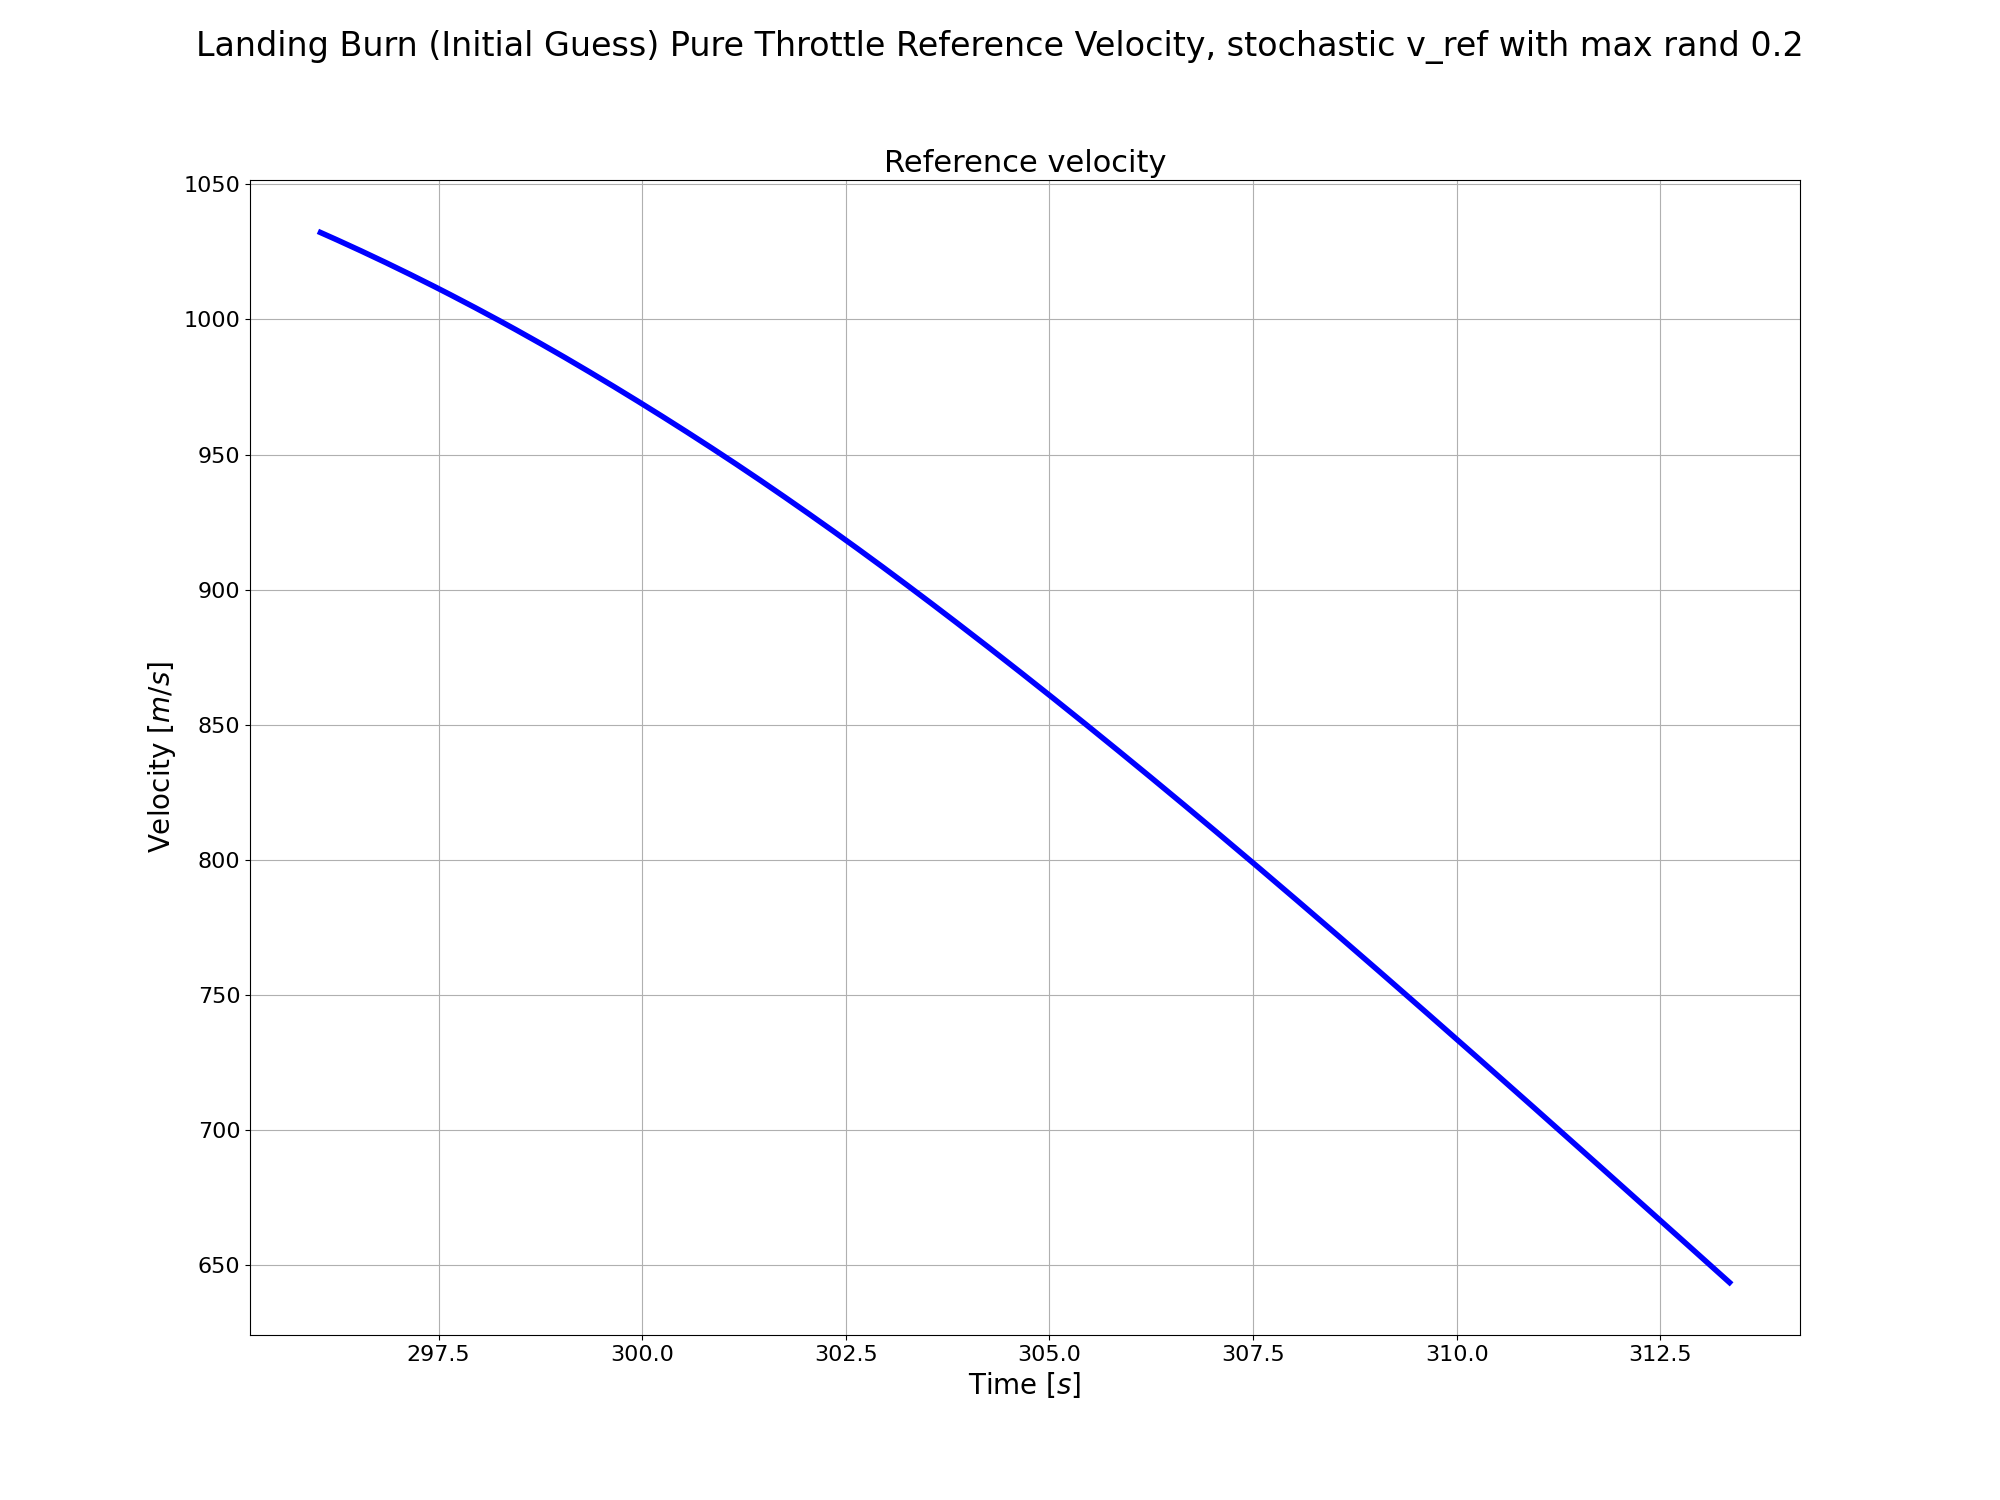 Landing Burn (Initial Guess) Pure Throttle Reference Velocity, stochastic v_ref with max rand 0.2
Reference velocity
Velocity [m/s]
1050
1000
950
900
850
800
750
700
650
297.5 300.0 302.5 305.0 307.5 310.0 312.5
Time [s]